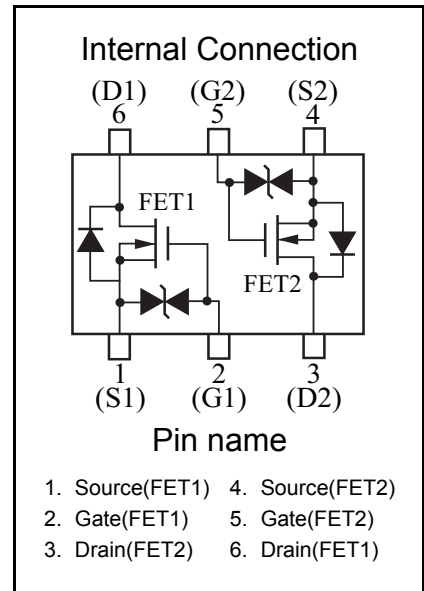 Internal Connection
(D1) (G2) (S2)
6 5 4
FET1
FET2
1 2 3
(S1) (G1) (D2)
Pin name
1. Source(FET1) 4. Source(FET2)
2. Gate(FET1) 5. Gate(FET2)
3. Drain(FET2) 6. Drain(FET1)